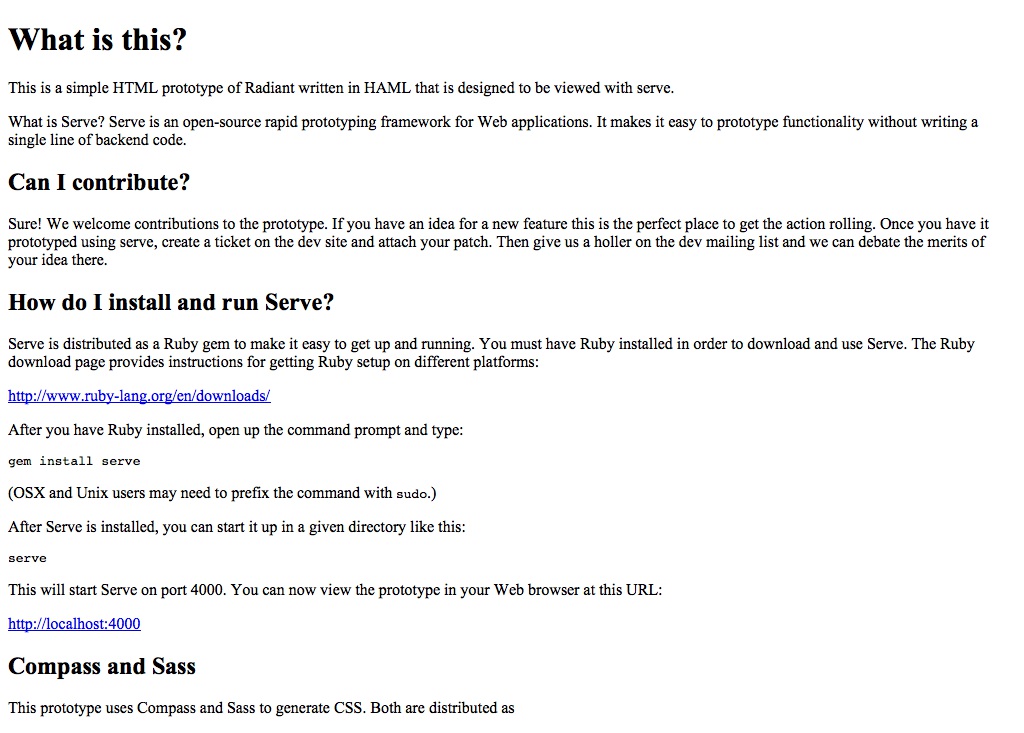 What is this?
This is a simple HTML prototype of Radiant written in HAML that is designed to be viewed with serve.
What is Serve? Serve is an open-source rapid prototyping framework for Web applications. It makes it easy to prototype functionality without writing a
single line of backend code.
Can I contribute?
Sure! We welcome contributions to the prototype. If you have an idea for a new feature this is the perfect place to get the action rolling. Once you have it
prototyped using serve, create a ticket on the dev site and attach your patch. Then give us a holler on the dev mailing list and we can debate the merits of
your idea there.
How do I install and run Serve?
Serve is distributed as a Ruby gem to make it easy to get up and running. You must have Ruby installed in order to download and use Serve. The Ruby
download page provides instructions for getting Ruby setup on different platforms:
http://www.ruby-lang.org/en/downloads/
After you have Ruby installed, open up the command prompt and type:
gem install serve
(OSX and Unix users may need to prefix the command with sudo.)
After Serve is installed, you can start it up in a given directory like this:
serve
This will start Serve on port 4000. You can now view the prototype in your Web browser at this URL:
http://localhost:4000
Compass and Sass
This prototype uses Compass and Sass to generate CSS. Both are distributed as